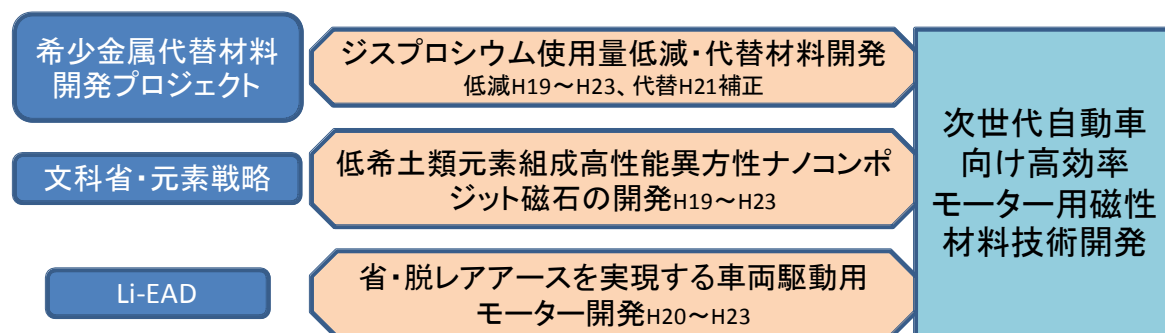 希少金属代替材料
開発プロジェクト
ジスプロシウム使用量低減・代替材料開発
低減H19～H23、代替H21補正
文科省・元素戦略
低希土類元素組成高性能異方性ナノコンポ
ジット磁石の開発H19～H23
Li-EAD
省・脱レアアースを実現する車両駆動用
モーター開発H20～H23
次世代自動車
向け高効率
モーター用磁性
材料技術開発